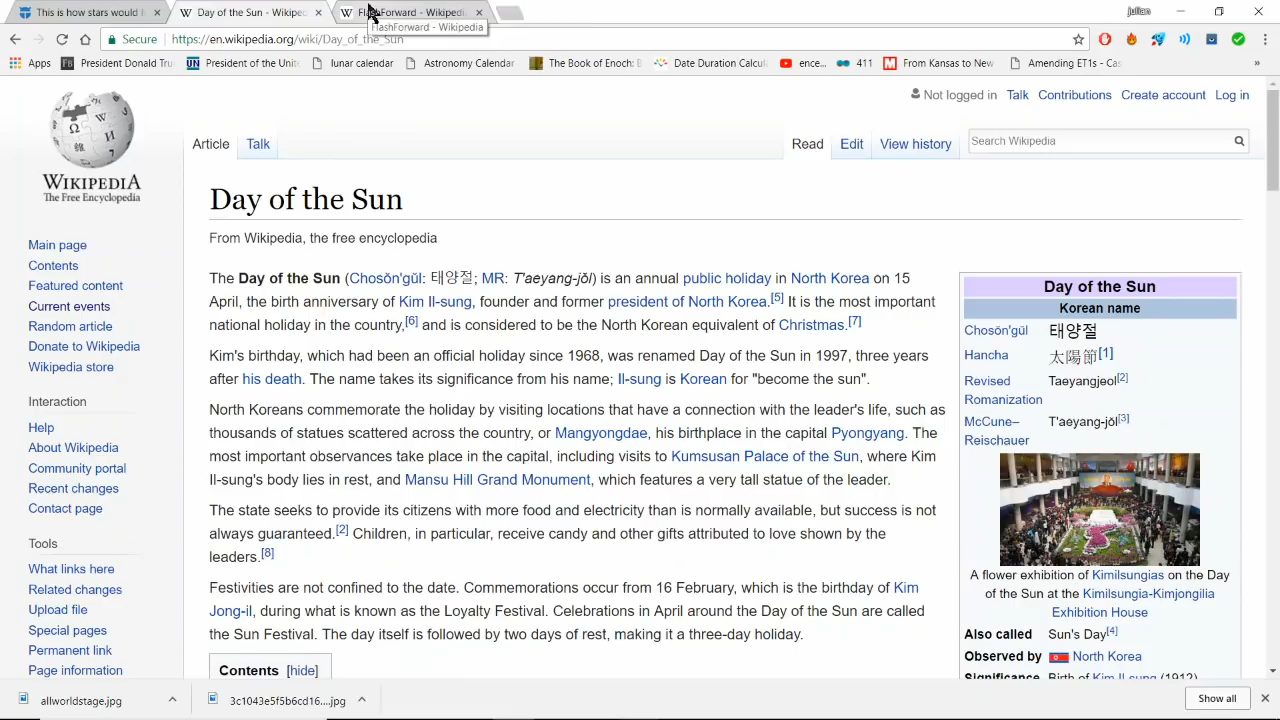 This is how stars would i
Day of the Sun - Wikiped
FlashForward - Wikipedia
julian
FlashForward - Wikipedia
Secure
https://en.wikipedia.org/wiki/Day_of_the_Sun
Apps
President Donald Tru
President of the Unit
lunar calendar
Astronomy Calendar
The Book of Enoch:
Date Duration Calcul
ence...
411
From Kansas to New
Amending ET1s - Cas
»
Not logged in Talk Contributions Create account Log in
Article Talk Read Edit View history Search Wikipedia
WIKIPEDIA
The Free Encyclopedia
Main page
Contents
Featured content
Current events
Random article
Donate to Wikipedia
Wikipedia store
Interaction
Help
About Wikipedia
Community portal
Recent changes
Contact page
Tools
What links here
Related changes
Upload file
Special pages
Permanent link
Page information
Day of the Sun
From Wikipedia, the free encyclopedia
The Day of the Sun (Chosŏn'gŭl: 태양절; MR: T'aeyang-jŏl) is an annual public holiday in North Korea on 15
April, the birth anniversary of Kim Il-sung, founder and former president of North Korea.[5] It is the most important
national holiday in the country,[6] and is considered to be the North Korean equivalent of Christmas.[7]
Kim's birthday, which had been an official holiday since 1968, was renamed Day of the Sun in 1997, three years
after his death. The name takes its significance from his name; Il-sung is Korean for "become the sun".
North Koreans commemorate the holiday by visiting locations that have a connection with the leader's life, such as
thousands of statues scattered across the country, or Mangyongdae, his birthplace in the capital Pyongyang. The
most important observances take place in the capital, including visits to Kumsusan Palace of the Sun, where Kim
Il-sung's body lies in rest, and Mansu Hill Grand Monument, which features a very tall statue of the leader.
The state seeks to provide its citizens with more food and electricity than is normally available, but success is not
always guaranteed.[2] Children, in particular, receive candy and other gifts attributed to love shown by the
leaders.[8]
Festivities are not confined to the date. Commemorations occur from 16 February, which is the birthday of Kim
Jong-il, during what is known as the Loyalty Festival. Celebrations in April around the Day of the Sun are called
the Sun Festival. The day itself is followed by two days of rest, making it a three-day holiday.
Contents [hide]
Day of the Sun
Korean name
Chosŏn'gŭl 태양절
Hancha 太陽節[1]
Revised Taeyangjeol[2]
Romanization
McCune– T'aeyang-jŏl[3]
Reischauer
A flower exhibition of Kimilsungias on the Day
of the Sun at the Kimilsungia-Kimjongilia
Exhibition House
Also called Sun's Day[4]
Observed by North Korea
Significance Birth of Kim Il-sung (1912)
allworldstage.jpg
3c1043e5f5b6cd16....jpg
Show all